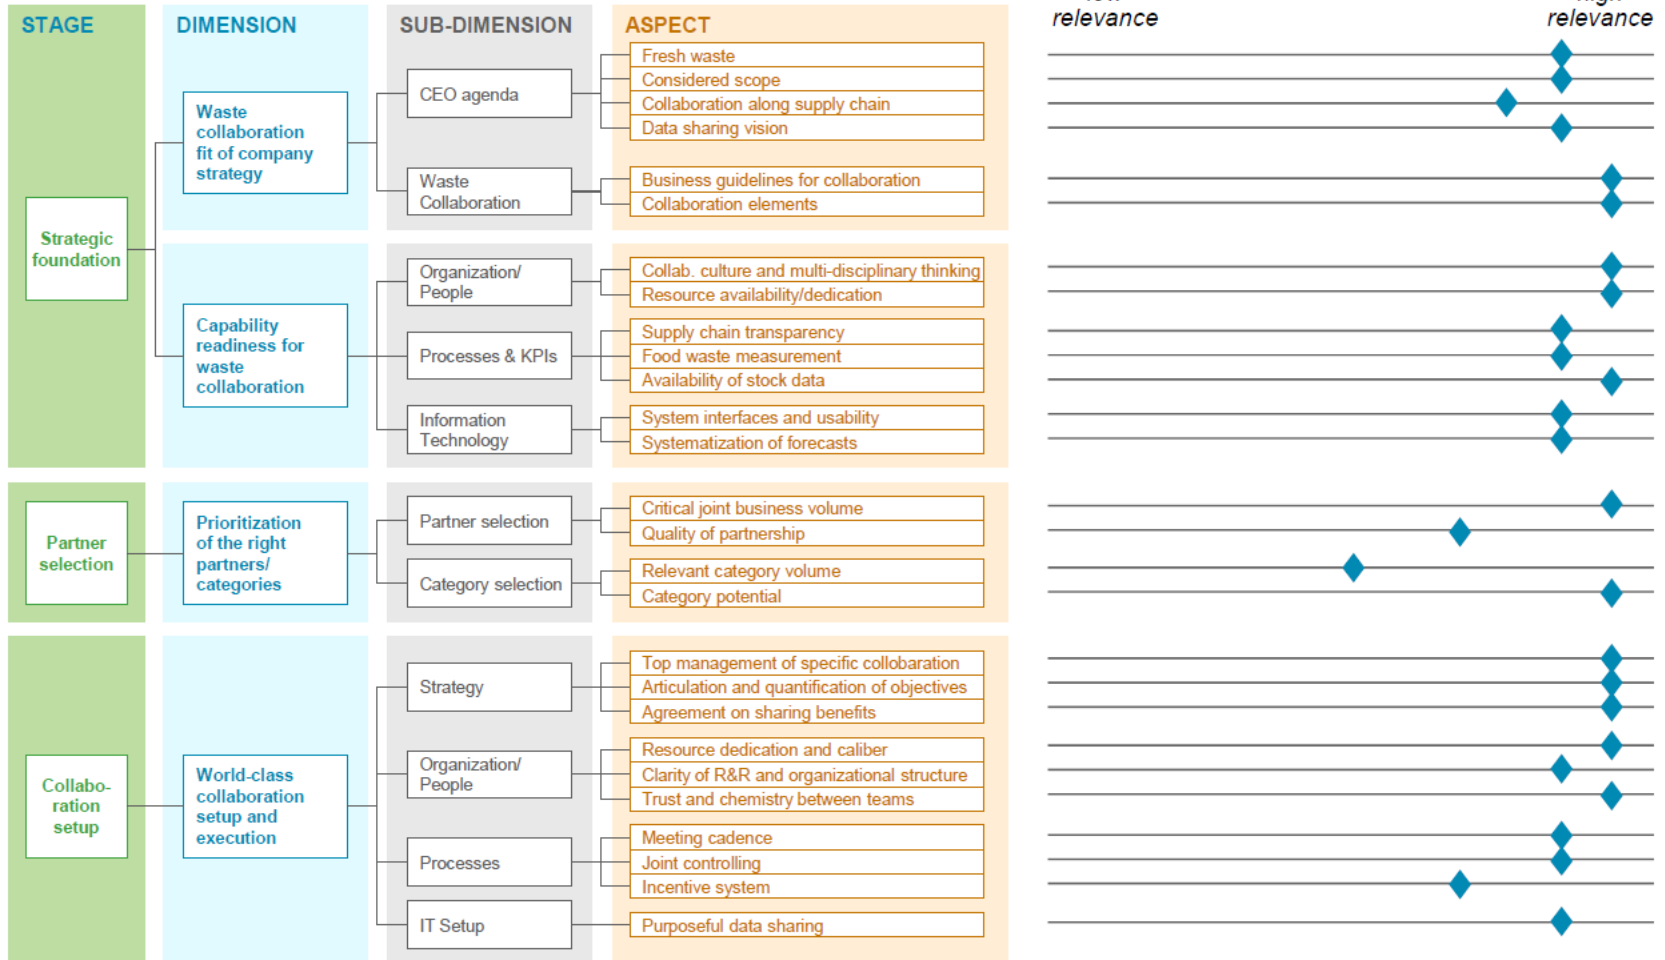 STAGE
DIMENSION
SUB-DIMENSION
ASPECT
low
relevance
high
relevance
Strategic
foundation
Waste
collaboration
fit of company
strategy
CEO agenda
Fresh waste
Considered scope
Collaboration along supply chain
Data sharing vision
Waste
Collaboration
Business guidelines for collaboration
Collaboration elements
Capability
readiness for
waste
collaboration
Organization/
People
Collab. culture and multi-disciplinary thinking
Resource availability/dedication
Processes & KPIs
Supply chain transparency
Food waste measurement
Availability of stock data
Information
Technology
System interfaces and usability
Systematization of forecasts
Partner
selection
Prioritization
of the right
partners/
categories
Partner selection
Critical joint business volume
Quality of partnership
Category selection
Relevant category volume
Category potential
Collabo-
ration
setup
World-class
collaboration
setup and
execution
Strategy
Top management of specific collobaration
Articulation and quantification of objectives
Agreement on sharing benefits
Organization/
People
Resource dedication and caliber
Clarity of R&R and organizational structure
Trust and chemistry between teams
Processes
Meeting cadence
Joint controlling
Incentive system
IT Setup
Purposeful data sharing